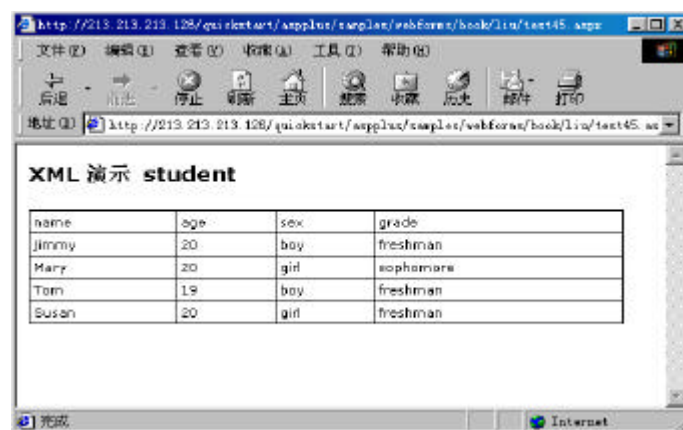 http://213.213.213.128/quickstart/aspplus/samples/webforms/book/liu/test45.aspx
文件(F) 编辑(E) 查看(V) 收藏(A) 工具(T) 帮助(H)
后退 前进 停止 刷新 主页 搜索 收藏 历史 邮件 打印
地址(D) http://213.213.213.128/quickstart/aspplus/samples/webforms/book/liu/test45.as
XML 演示 student
name age sex grade
Jimmy 20 boy freshman
Mary 20 girl sophomore
Tom 19 boy freshman
Susan 20 girl freshman
完成 Internet